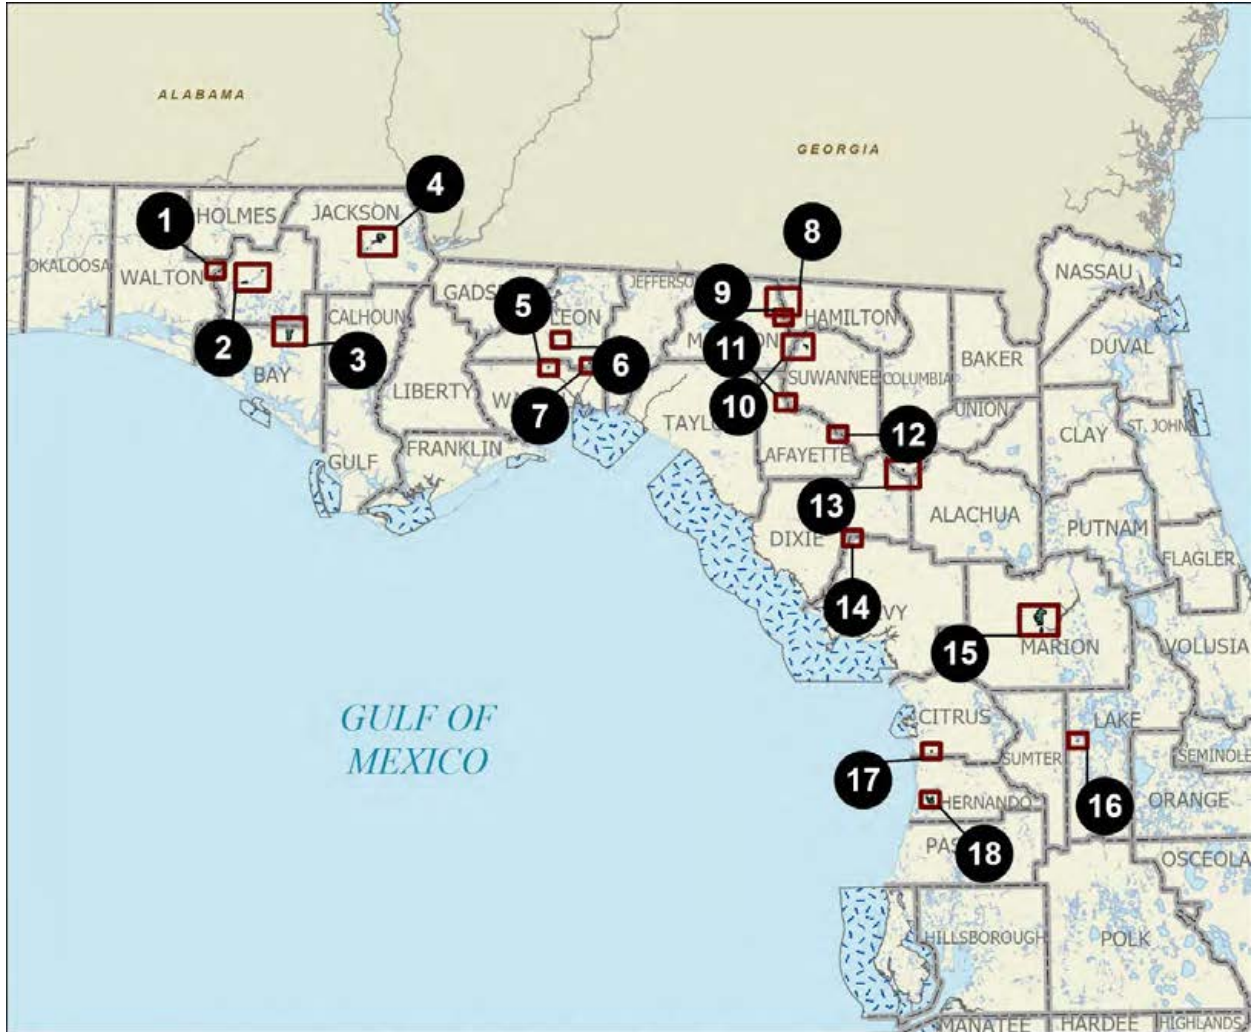 ALABAMA
GEORGIA
4
1
HOLMES
JACKSON
8
OKALOOSA
WALTON
NASSAU
GADS
JEFFERSO
9
5
LEON
HAMILTON
CALHOUN
2
3
11
DUVAL
BAKER
6
BAY
LIBERTY
SUWANNEE
COLUMBIA
7
10
UNION
TAYL
12
CLAY
ST. JOHNS
FRANKLIN
GULF
LAFAYETTE
13
ALACHUA
PUTNAM
DIXIE
FLAGLER
14
VY
15
MARION
VOLUSIA
GULF OF
MEXICO
CITRUS
LAKE
SUMTER
SEMINOLE
17
HERNANDO
16
ORANGE
PAS
18
OSCEOLA
HILLSBOROUGH
POLK
MANATEE
HARDEE
HIGHLANDS